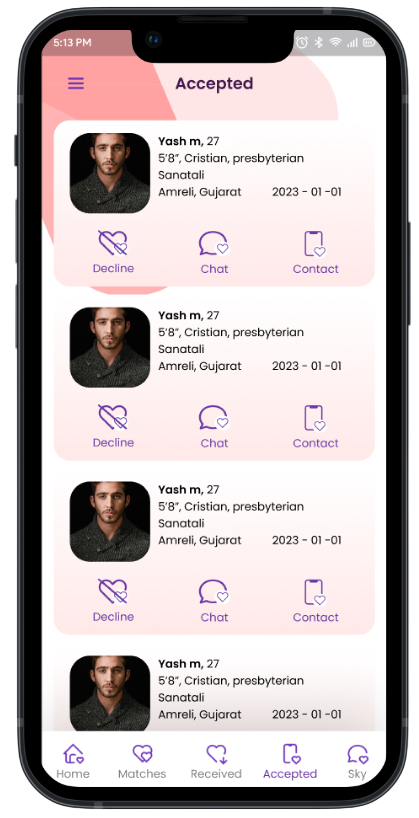 5:13 PM
Accepted
Yash m, 27
5'8", Cristian, presbyterian
Sanatali
Amreli, Gujarat 2023 - 01 -01
Decline Chat Contact
Yash m, 27
5'8", Cristian, presbyterian
Sanatali
Amreli, Gujarat 2023 - 01 -01
Decline Chat Contact
Yash m, 27
5'8", Cristian, presbyterian
Sanatali
Amreli, Gujarat 2023 - 01 -01
Decline Chat Contact
Yash m, 27
5'8", Cristian, presbyterian
Sanatali
Amreli, Gujarat 2023 - 01 -01
Home Matches Received Accepted Sky